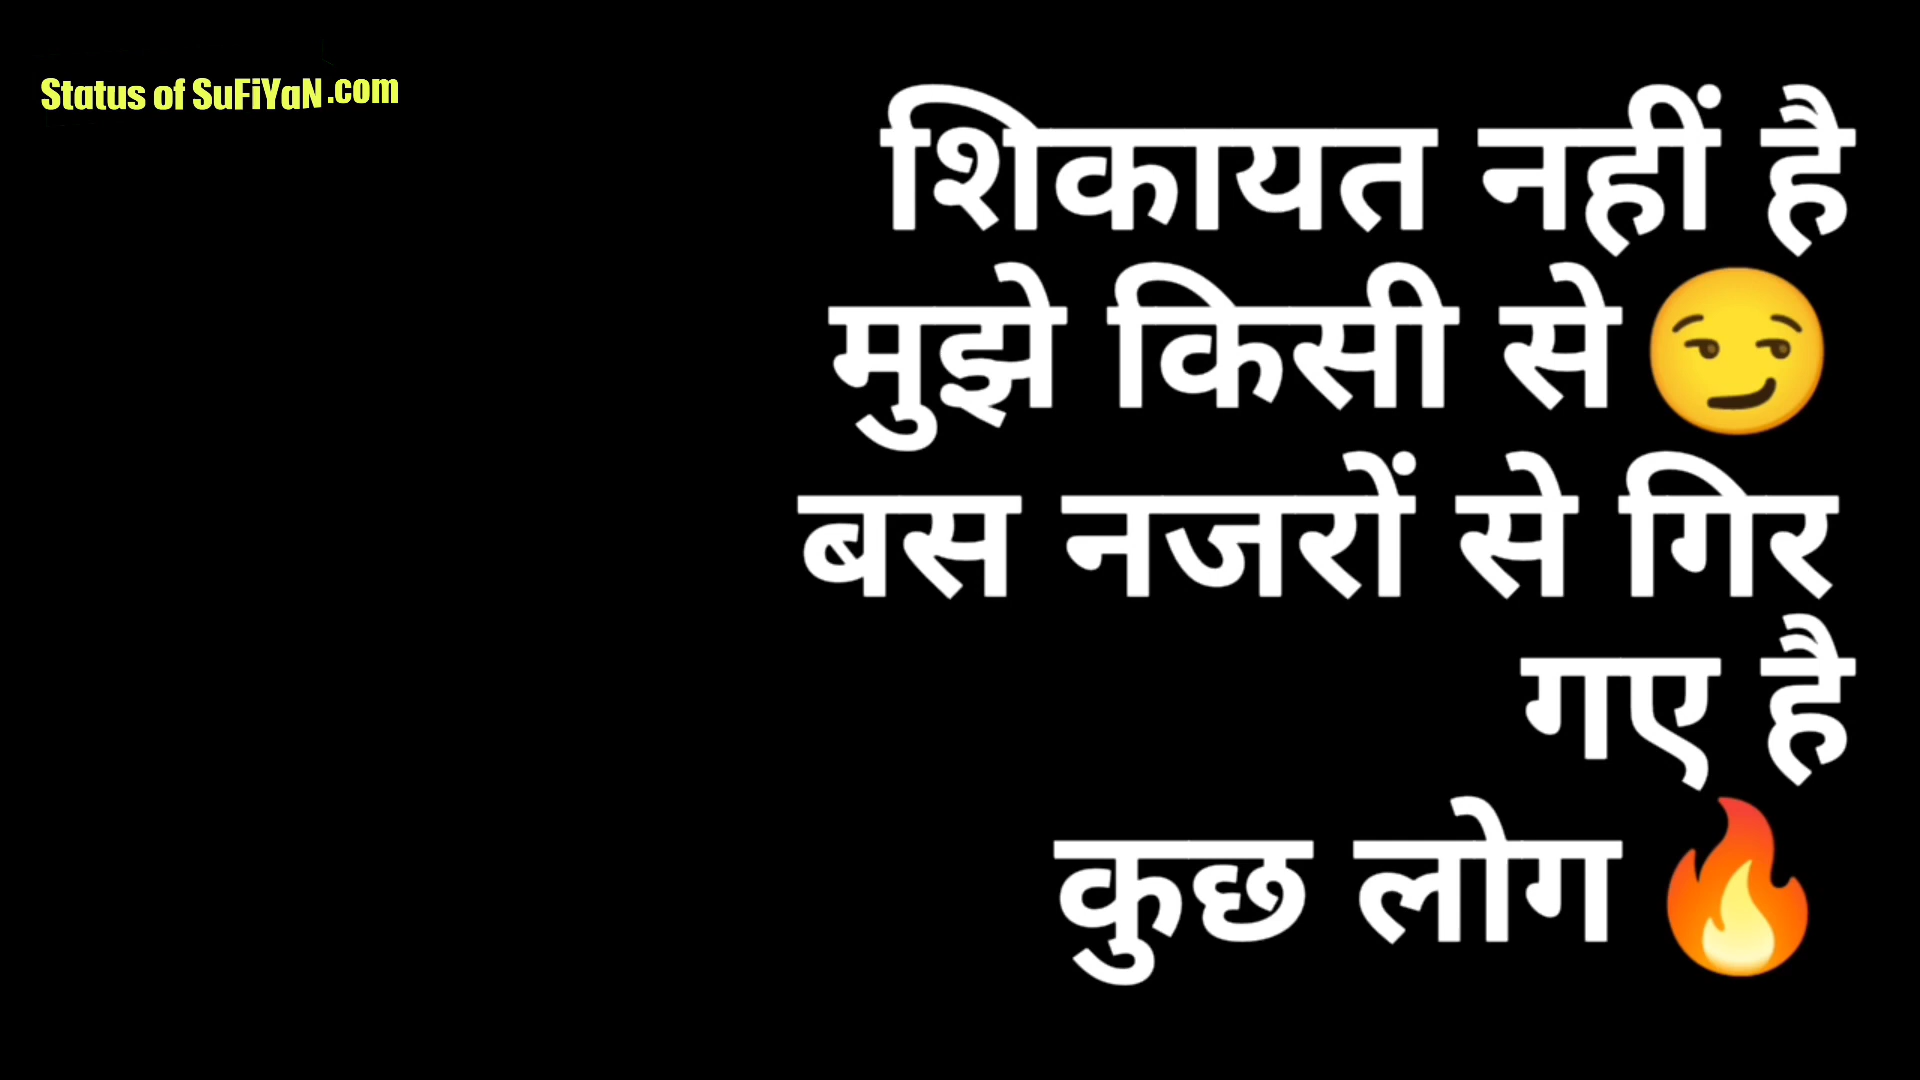 Status of SuFiYaN.com
शिकायत नहीं है
मुझे किसी से😏
बस नजरों से गिर
गए है
कुछ लोग🔥